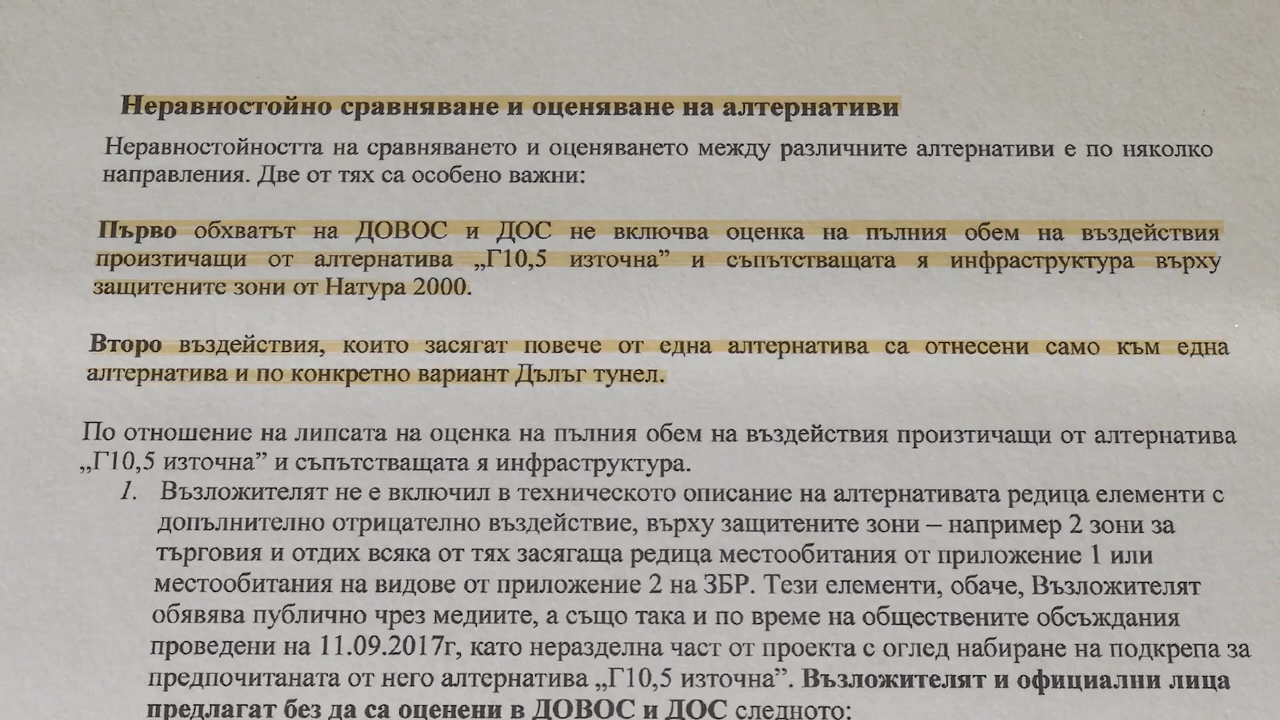 Неравностойно сравняване и оценяване на алтернативи
Неравностойността на сравняването и оценяването между различните алтернативи е по няколко
направления. Две от тях са особено важни:
Първо обхватът на ДОВОС и ДОС не включва оценка на пълния обем на въздействия
произтичащи от алтернатива „Г10,5 източна” и съпътстващата я инфраструктура върху
защитените зони от Натура 2000.
Второ въздействия, които засягат повече от една алтернатива са отнесени само към една
алтернатива и по конкретно вариант Дълъг тунел.
По отношение на липсата на оценка на пълния обем на въздействия произтичащи от алтернатива
„Г10,5 източна” и съпътстващата я инфраструктура.
1. Възложителят не е включил в техническото описание на алтернативата редица елементи с
допълнително отрицателно въздействие, върху защитените зони – например 2 зони за
търговия и отдих всяка от тях засягаща редица местообитания от приложение 1 или
местообитания на видове от приложение 2 на ЗБР. Тези елементи, обаче, Възложителят
обявява публично чрез медиите, а също така и по време на обществените обсъждания
проведени на 11.09.2017г, като неразделна част от проекта с оглед набиране на подкрепа за
предпочитаната от него алтернатива „Г10,5 източна”. Възложителят и официални лица
предлагат без да са оценени в ДОВОС и ДОС следното: